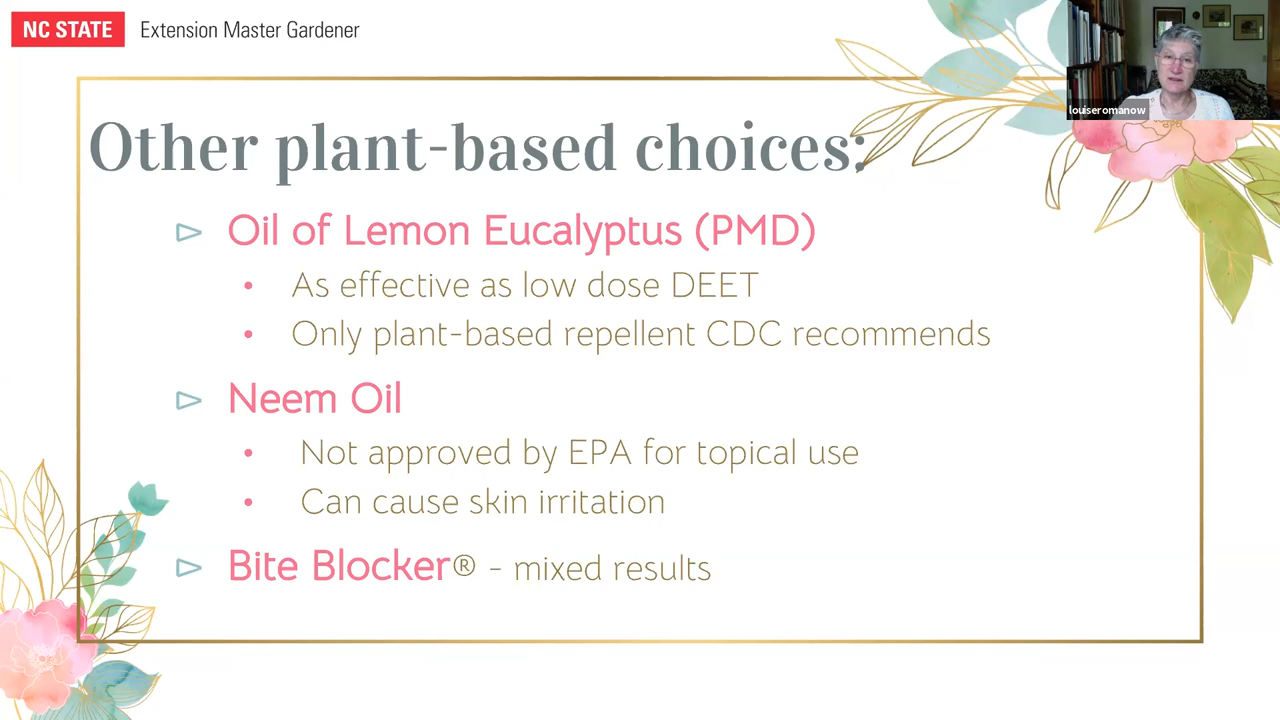 NC STATE Extension Master Gardener
louiseromanow
Other plant-based choices:
Oil of Lemon Eucalyptus (PMD)
• As effective as low dose DEET
• Only plant-based repellent CDC recommends
Neem Oil
• Not approved by EPA for topical use
• Can cause skin irritation
Bite Blocker® - mixed results